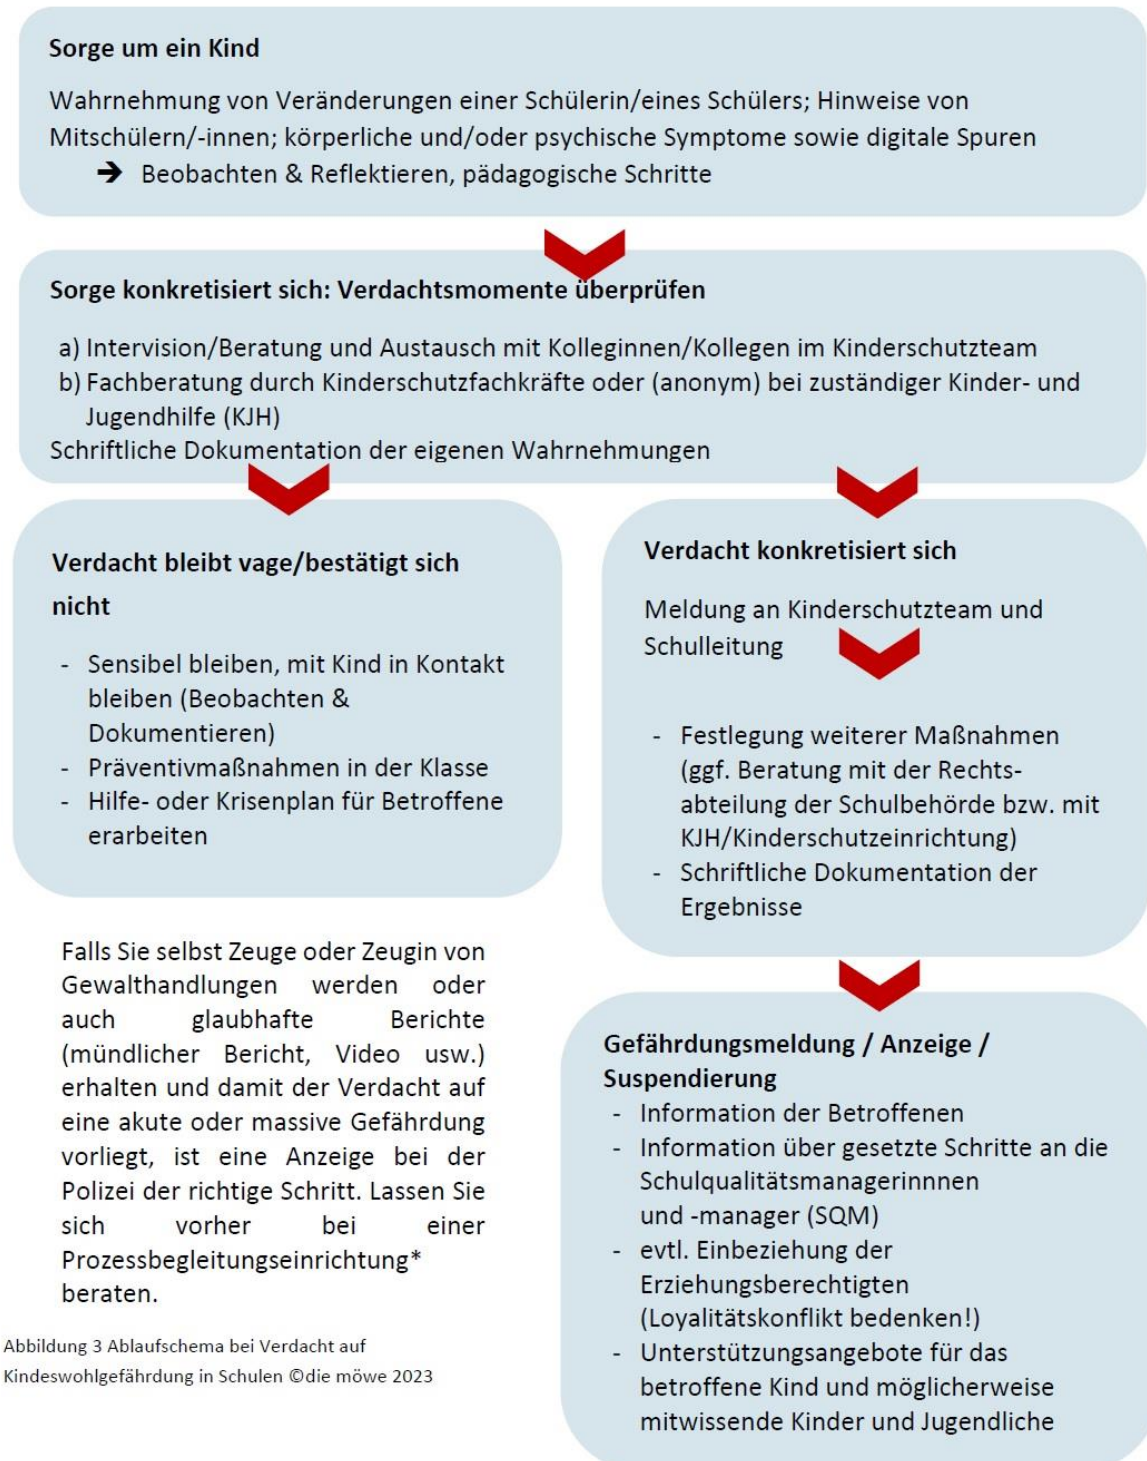 Sorge um ein Kind
Wahrnehmung von Veränderungen einer Schülerin/eines Schülers; Hinweise von
Mitschülern/-innen; körperliche und/oder psychische Symptome sowie digitale Spuren
➔ Beobachten & Reflektieren, pädagogische Schritte
Sorge konkretisiert sich: Verdachtsmomente überprüfen
a) Intervision/Beratung und Austausch mit Kolleginnen/Kollegen im Kinderschutzteam
b) Fachberatung durch Kinderschutzfachkräfte oder (anonym) bei zuständiger Kinder- und
Jugendhilfe (KJH)
Schriftliche Dokumentation der eigenen Wahrnehmungen
Verdacht bleibt vage/bestätigt sich
nicht
- Sensibel bleiben, mit Kind in Kontakt
bleiben (Beobachten &
Dokumentieren)
- Präventivmaßnahmen in der Klasse
- Hilfe- oder Krisenplan für Betroffene
erarbeiten
Verdacht konkretisiert sich
Meldung an Kinderschutzteam und
Schulleitung
- Festlegung weiterer Maßnahmen
(ggf. Beratung mit der Rechts-
abteilung der Schulbehörde bzw. mit
KJH/Kinderschutzeinrichtung)
- Schriftliche Dokumentation der
Ergebnisse
Falls Sie selbst Zeuge oder Zeugin von
Gewalthandlungen werden oder
auch glaubhafte Berichte
(mündlicher Bericht, Video usw.)
erhalten und damit der Verdacht auf
eine akute oder massive Gefährdung
vorliegt, ist eine Anzeige bei der
Polizei der richtige Schritt. Lassen Sie
sich vorher bei einer
Prozessbegleitungseinrichtung*
beraten.
Gefährdungsmeldung / Anzeige /
Suspendierung
- Information der Betroffenen
- Information über gesetzte Schritte an die
Schulqualitätsmanagerinnnen
und -manager (SQM)
- evtl. Einbeziehung der
Erziehungsberechtigten
(Loyalitätskonflikt bedenken!)
- Unterstützungsangebote für das
betroffene Kind und möglicherweise
mitwissende Kinder und Jugendliche
Abbildung 3 Ablaufschema bei Verdacht auf
Kindeswohlgefährdung in Schulen ©die möwe 2023